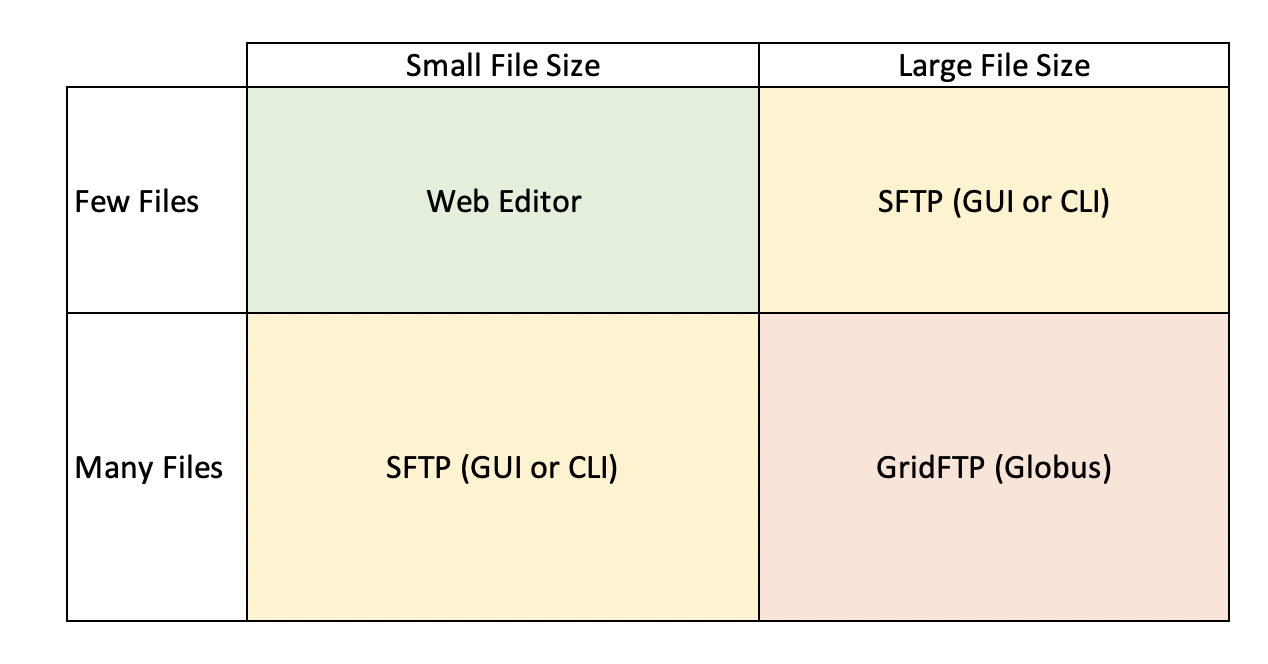 Small File Size
Large File Size
Few Files
Web Editor
SFTP (GUI or CLI)
Many Files
SFTP (GUI or CLI)
GridFTP (Globus)